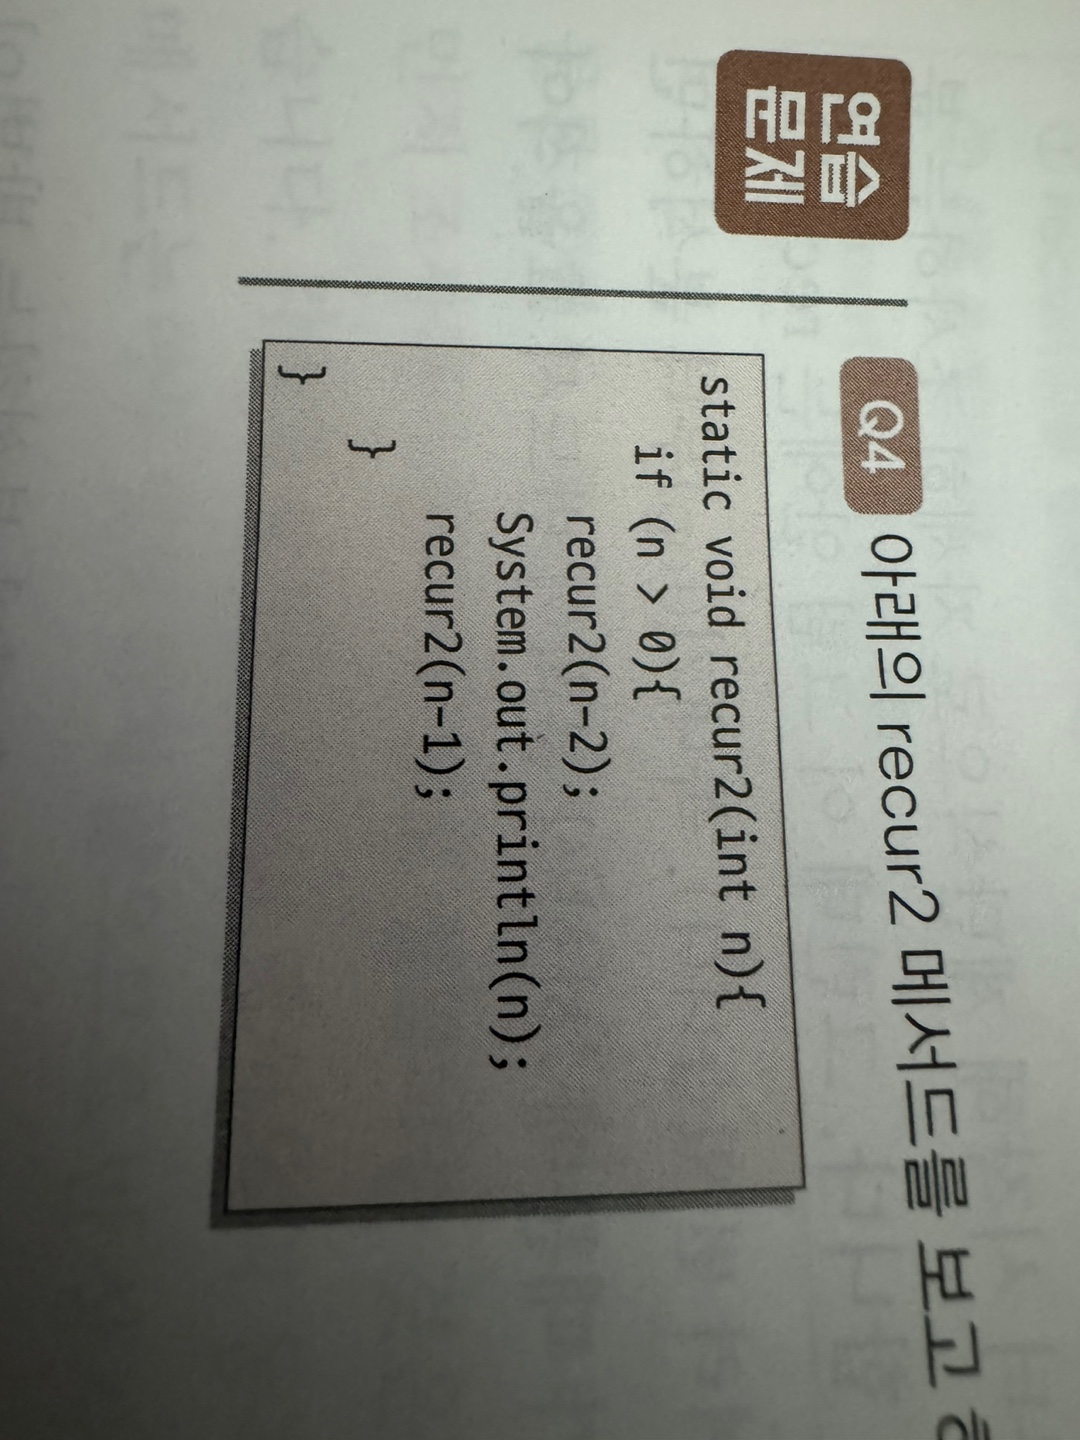 연습
문제
Q4 아래의 recur2 메서드를 보고
static void recur2(int n){
if (n > 0){
recur2(n-2);
System.out.println(n);
recur2(n-1);
}
}